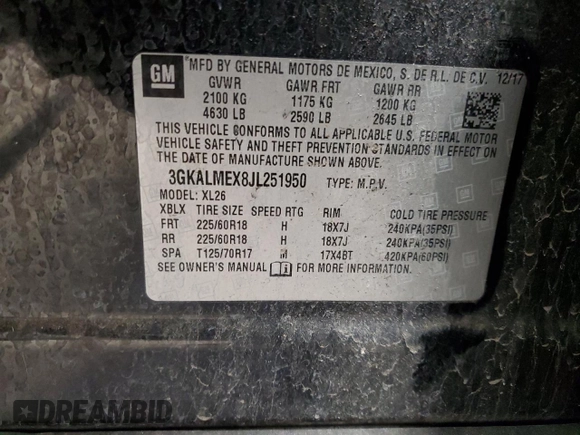 GM
MFD BY GENERAL MOTORS DE MEXICO, S. DE R.L. DE C.V. 12/17
GVWR GAWR FRT GAWR RR
2100 KG 1175 KG 1200 KG
4630 LB 2590 LB 2645 LB
THIS VEHICLE CONFORMS TO ALL APPLICABLE U.S. FEDERAL MOTOR
VEHICLE SAFETY AND THEFT PREVENTION STANDARDS IN EFFECT ON
THE DATE OF MANUFACTURE SHOWN ABOVE.
3GKALMEX8JL251950 TYPE: M.P.V.
MODEL: XL26
XBLX TIRE SIZE SPEED RTG RIM COLD TIRE PRESSURE
FRT 225/60R18 H 18X7J 240KPA(35PSI)
RR 225/60R18 H 18X7J 240KPA(35PSI)
SPA T125/70R17 M 17X4BT 420KPA(60PSI)
SEE OWNER'S MANUAL FOR MORE INFORMATION.
DREAMBID